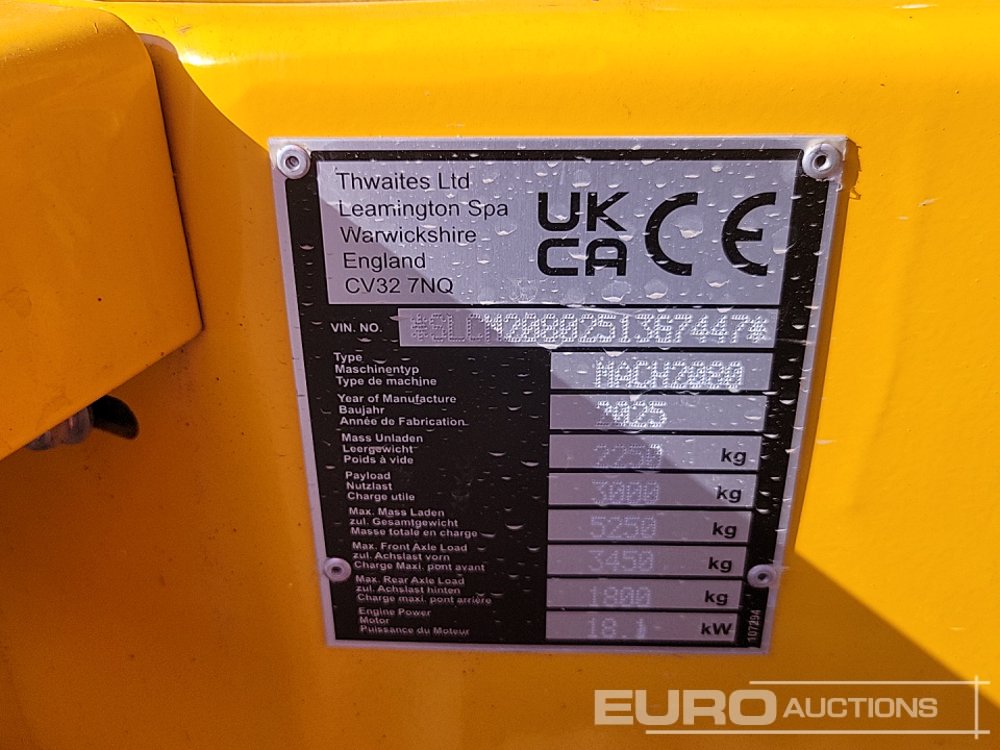 Thwaites Ltd
Leamington Spa
Warwickshire
England
CV32 7NQ
UK
CA CE
VIN. NO.
Type
Maschinentyp
Type de machine
MACH2080
Year of Manufacture
Baujahr
Année de Fabrication
2025
Mass Unladen
Leergewicht
Poids à vide
2250 kg
Payload
Nutzlast
Charge utile
3000 kg
Max. Mass Laden
zul. Gesamtgewicht
Masse totale en charge
5250 kg
Max. Front Axle Load
zul. Achslast vorn
Charge Maxi. pont avant
3450 kg
Max. Rear Axle Load
zul. Achslast hinten
Charge maxi. pont arrière
1800 kg
Engine Power
Motor
Puissance du Moteur
kW
107294
EURO AUCTIONS